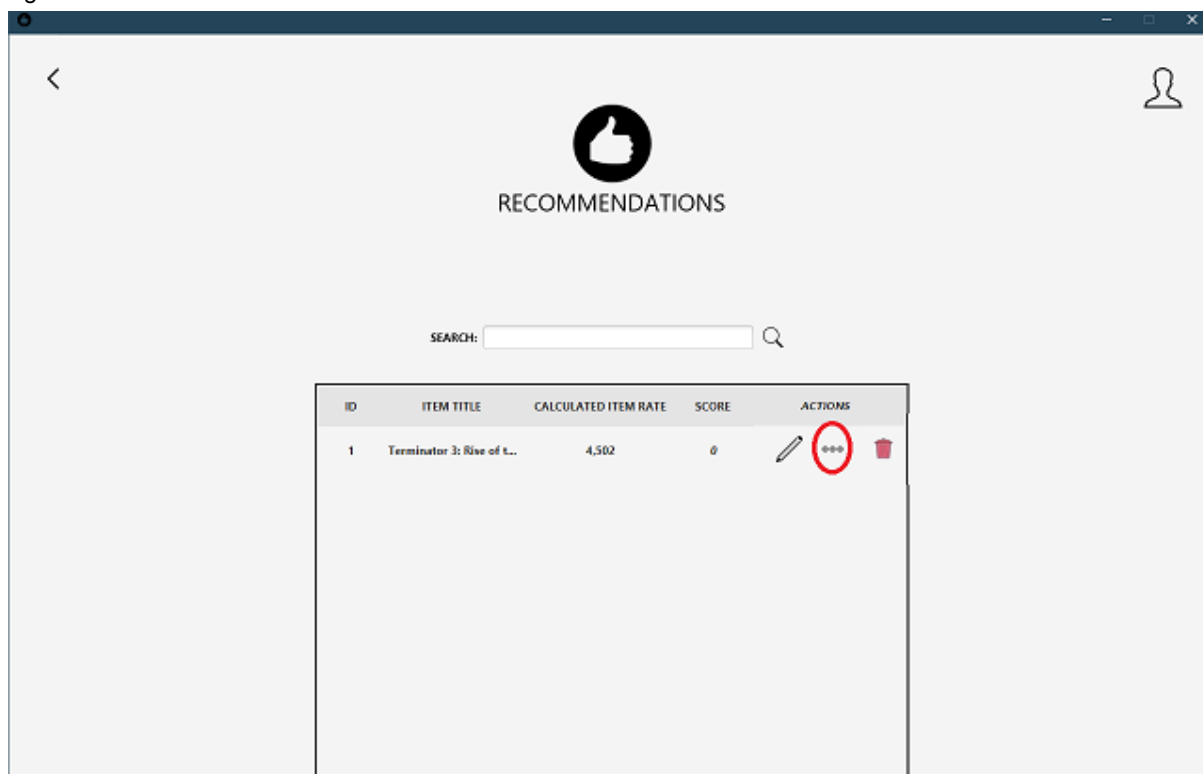 RECOMMENDATIONS
SEARCH:
ID ITEM TITLE CALCULATED ITEM RATE SCORE ACTIONS
1 Terminator 3: Rise of t... 4,502 0